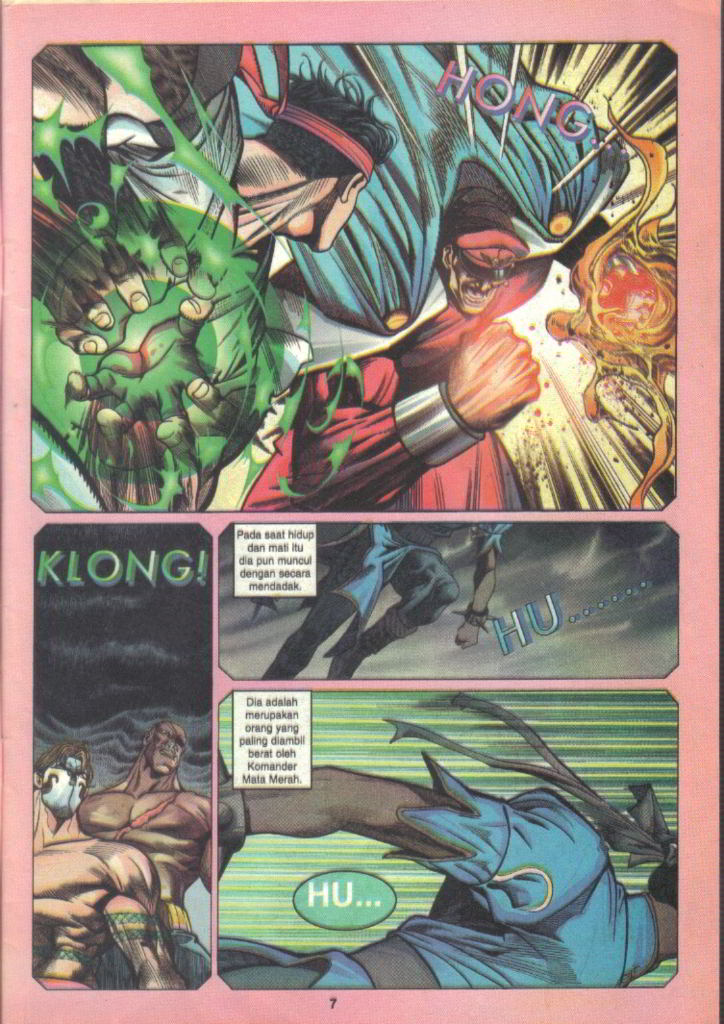 HONG...
KLONG!
Pada saat hidup
dan mati itu
dia pun muncul
dengan secara
mendadak.
HU.......
Dia adalah
merupakan
orang yang
paling diambil
berat oleh
Komander
Mata Merah.
HU...
7